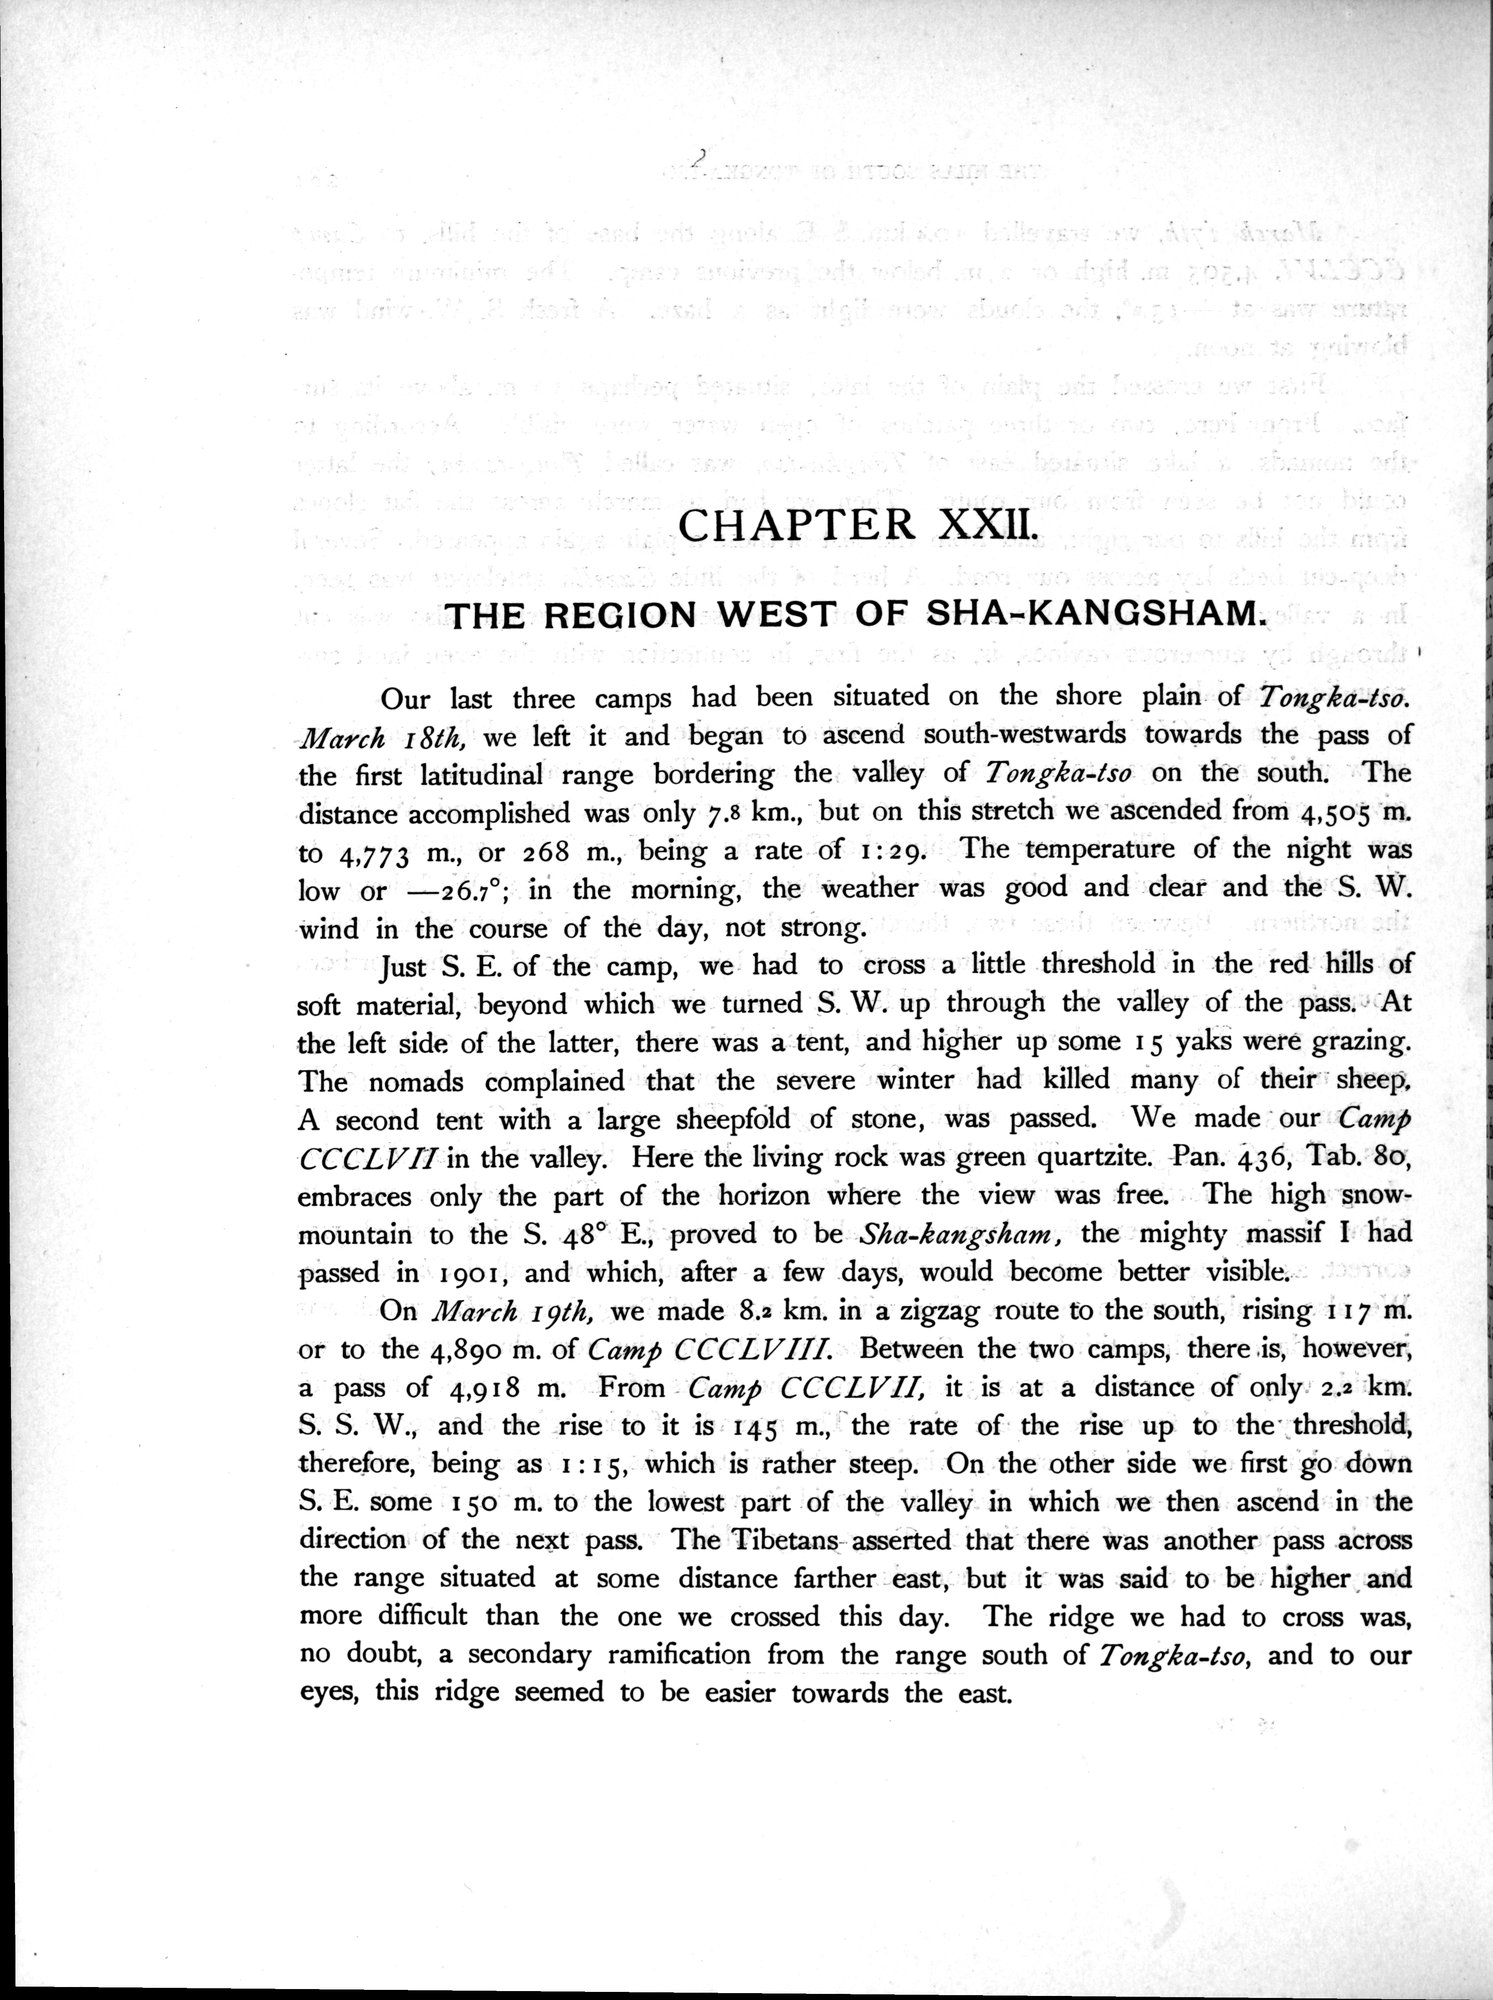 CHAPTER XXII.
THE REGION WEST OF SHA-KANGSHAM.
Our last three camps had been situated on the shore plain of Tongka-tso.
March 18th, we left it and began to ascend south-westwards towards the pass of
the first latitudinal range bordering the valley of Tongka-tso on the south. The
distance accomplished was only 7.8 km., but on this stretch we ascended from 4,505 m.
to 4,773 m., or 268 m., being a rate of 1:29. The temperature of the night was
low or —26.7°; in the morning, the weather was good and clear and the S. W.
wind in the course of the day, not strong.
Just S. E. of the camp, we had to cross a little threshold in the red hills of
soft material, beyond which we turned S. W. up through the valley of the pass. At
the left side of the latter, there was a tent, and higher up some 15 yaks were grazing.
The nomads complained that the severe winter had killed many of their sheep.
A second tent with a large sheepfold of stone, was passed. We made our Camp
CCCLVII in the valley. Here the living rock was green quartzite. Pan. 436, Tab. 80,
embraces only the part of the horizon where the view was free. The high snow-
mountain to the S. 48° E., proved to be Sha-kangsham, the mighty massif I had
passed in 1901, and which, after a few days, would become better visible.
On March 19th, we made 8.2 km. in a zigzag route to the south, rising 117 m.
or to the 4,890 m. of Camp CCCLVIII. Between the two camps, there is, however,
a pass of 4,918 m. From Camp CCCLVII, it is at a distance of only 2.2 km.
S. S. W., and the rise to it is 145 m., the rate of the rise up to the threshold,
therefore, being as 1:15, which is rather steep. On the other side we first go down
S. E. some 150 m. to the lowest part of the valley in which we then ascend in the
direction of the next pass. The Tibetans asserted that there was another pass across
the range situated at some distance farther east, but it was said to be higher and
more difficult than the one we crossed this day. The ridge we had to cross was,
no doubt, a secondary ramification from the range south of Tongka-tso, and to our
eyes, this ridge seemed to be easier towards the east.